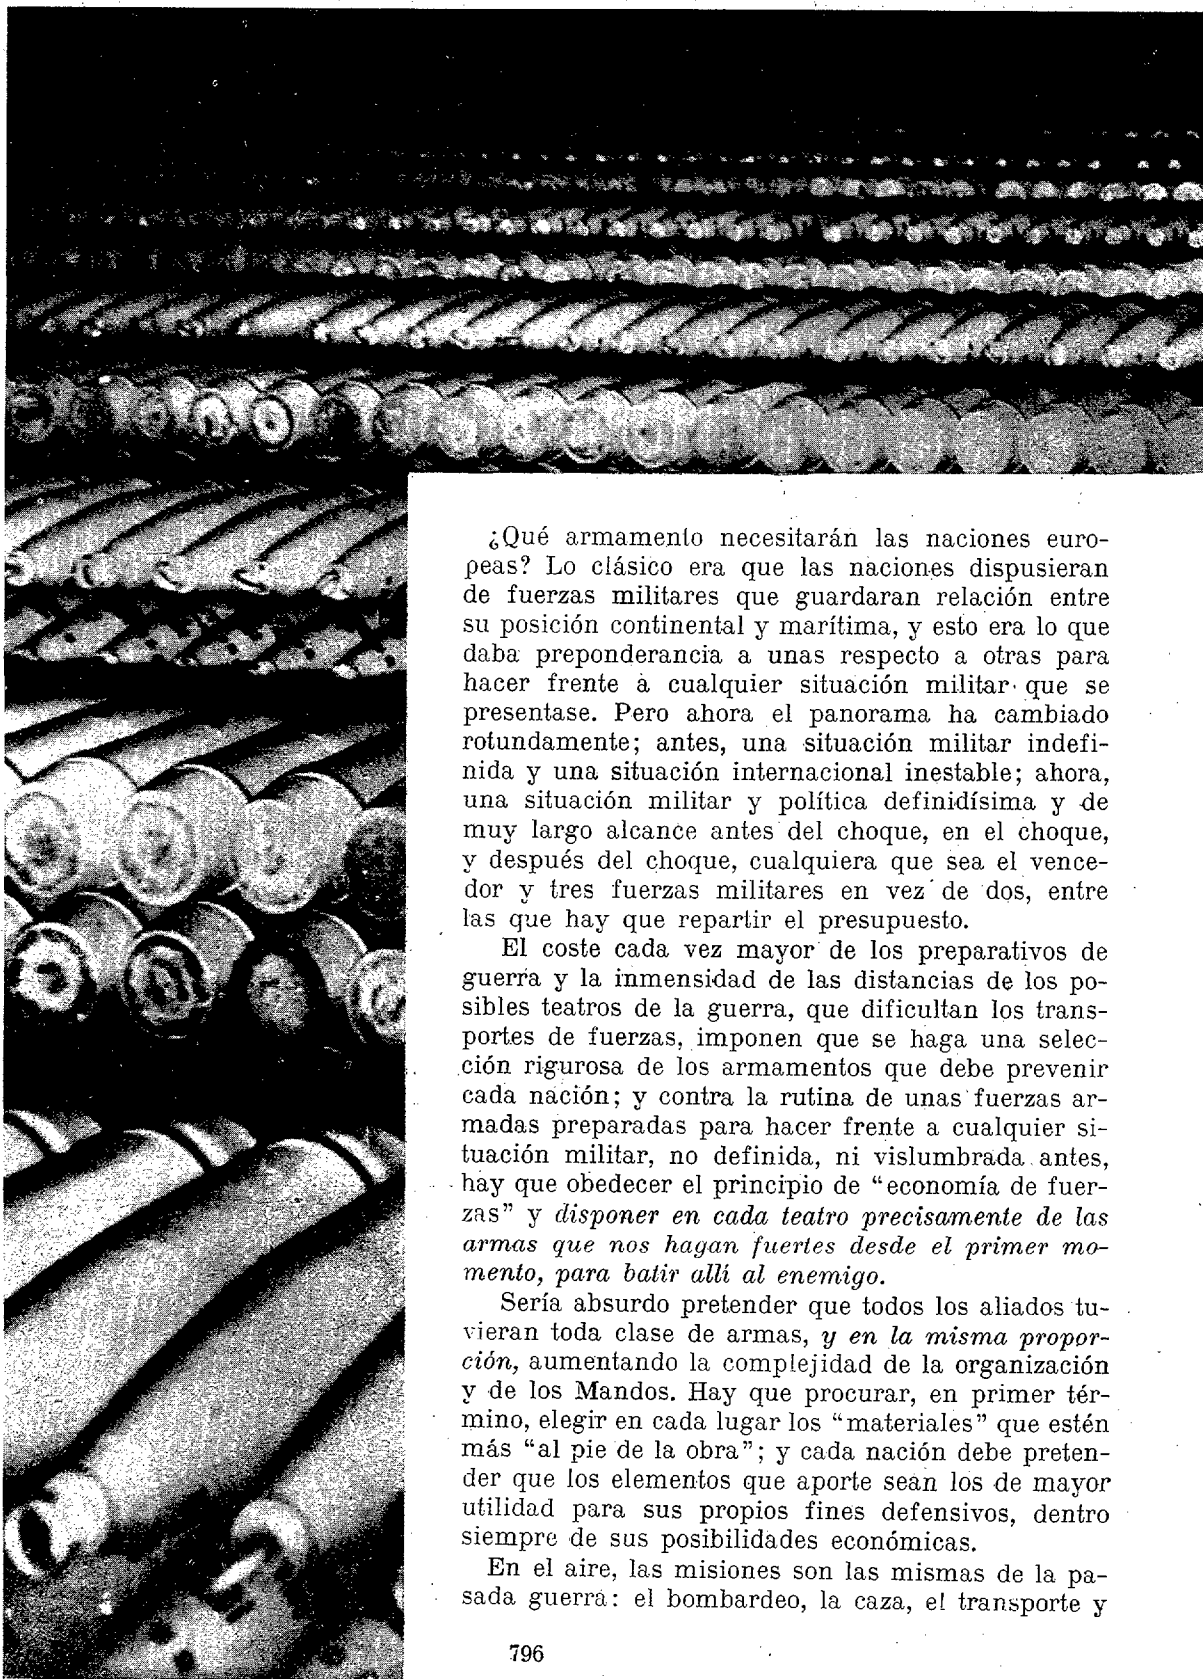 ¿Qué armamento necesitarán las naciones euro-
peas? Lo clásico era que las naciones dispusieran
de fuerzas militares que guardaran relación entre
su posición continental y marítima, y esto era lo que
daba preponderancia a unas respecto a otras para
hacer frente a cualquier situación militar que se
presentase. Pero ahora el panorama ha cambiado
rotundamente; antes, una situación militar indefi-
nida y una situación internacional inestable; ahora,
una situación militar y política definidísima y de
muy largo alcance antes del choque, en el choque,
y después del choque, cualquiera que sea el vence-
dor y tres fuerzas militares en vez de dos, entre
las que hay que repartir el presupuesto.
El coste cada vez mayor de los preparativos de
guerra y la inmensidad de las distancias de los po-
sibles teatros de la guerra, que dificultan los trans-
portes de fuerzas, imponen que se haga una selec-
ción rigurosa de los armamentos que debe prevenir
cada nación; y contra la rutina de unas fuerzas ar-
madas preparadas para hacer frente a cualquier si-
tuación militar, no definida, ni vislumbrada antes,
hay que obedecer el principio de “economía de fuer-
zas” y disponer en cada teatro precisamente de las
armas que nos hagan fuertes desde el primer mo-
mento, para batir allí al enemigo.
Sería absurdo pretender que todos los aliados tu-
vieran toda clase de armas, y en la misma propor-
ción, aumentando la complejidad de la organización
y de los Mandos. Hay que procurar, en primer tér-
mino, elegir en cada lugar los “materiales” que estén
más “al pie de la obra”; y cada nación debe preten-
der que los elementos que aporte sean los de mayor
utilidad para sus propios fines defensivos, dentro
siempre de sus posibilidades económicas.
En el aire, las misiones son las mismas de la pa-
sada guerra: el bombardeo, la caza, el transporte y
796